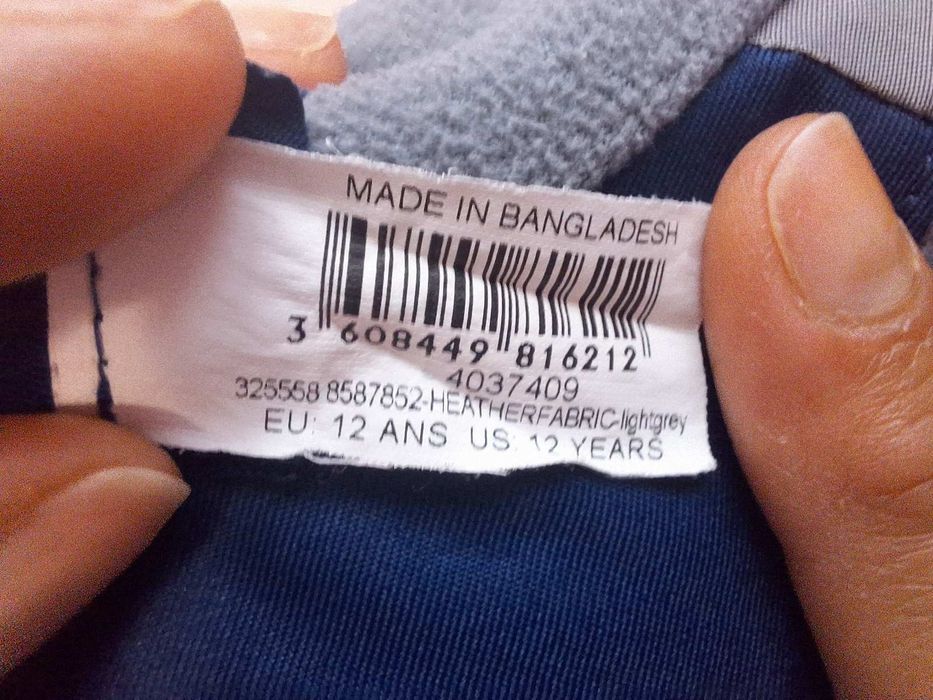 MADE IN BANGLADESH
3 608449 816212
4037409
325558 8587852-HEATHERFABRIC-lightgrey
EU: 12 ANS US: 12 YEARS